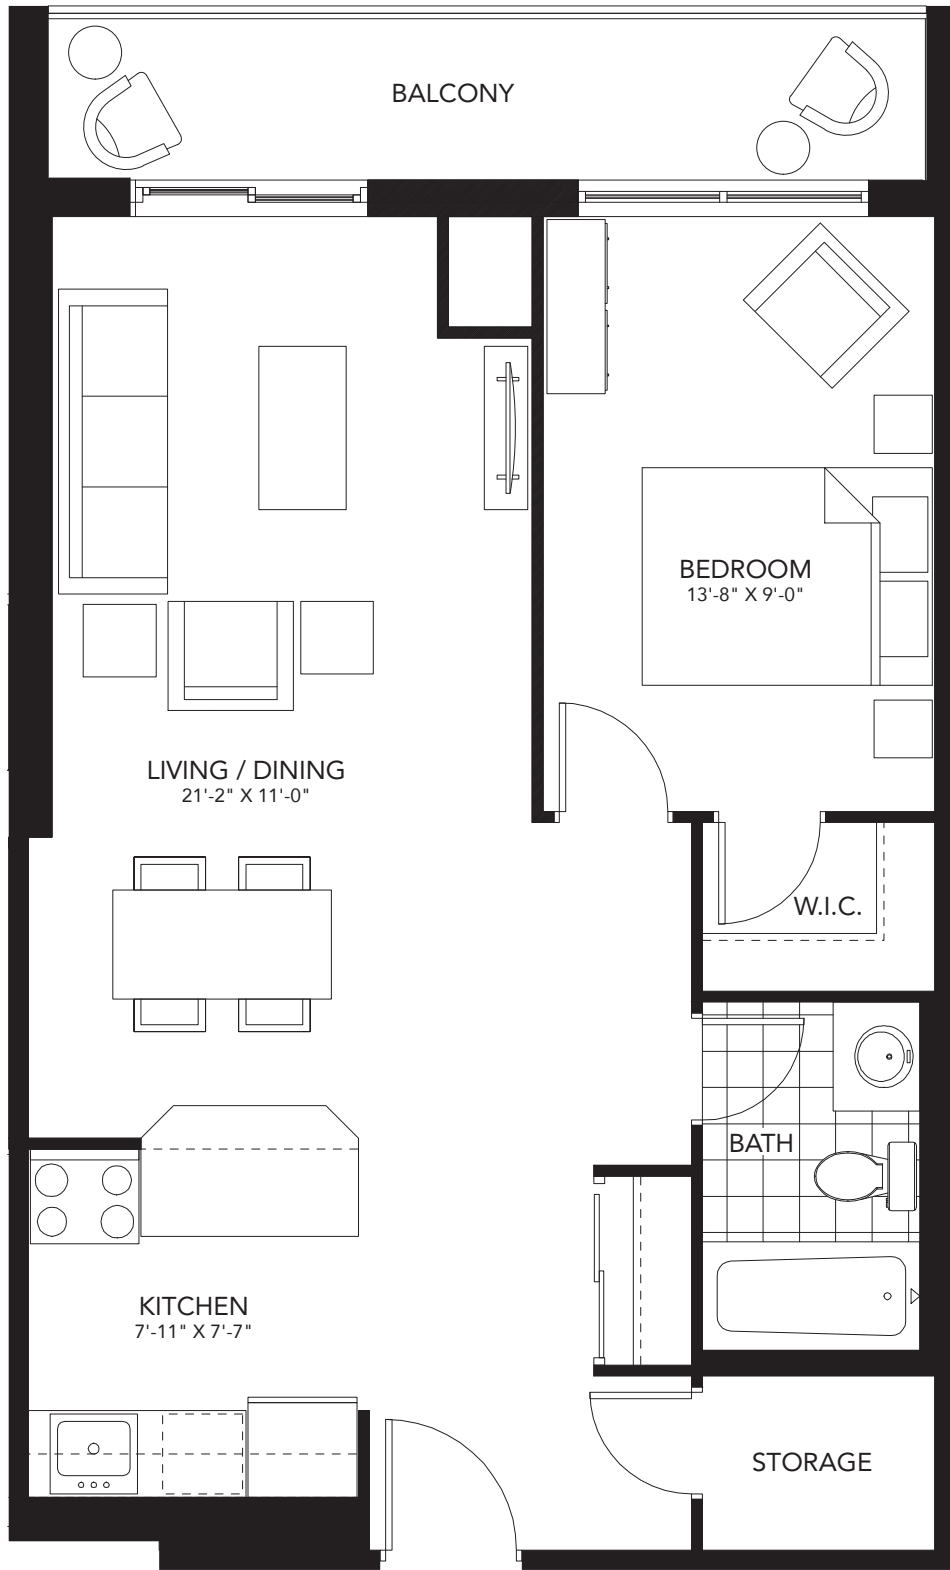 BALCONY
BEDROOM
13'-8" X 9'-0"
LIVING / DINING
21'-2" X 11'-0"
W.I.C.
BATH
KITCHEN
7'-11" X 7'-7"
STORAGE